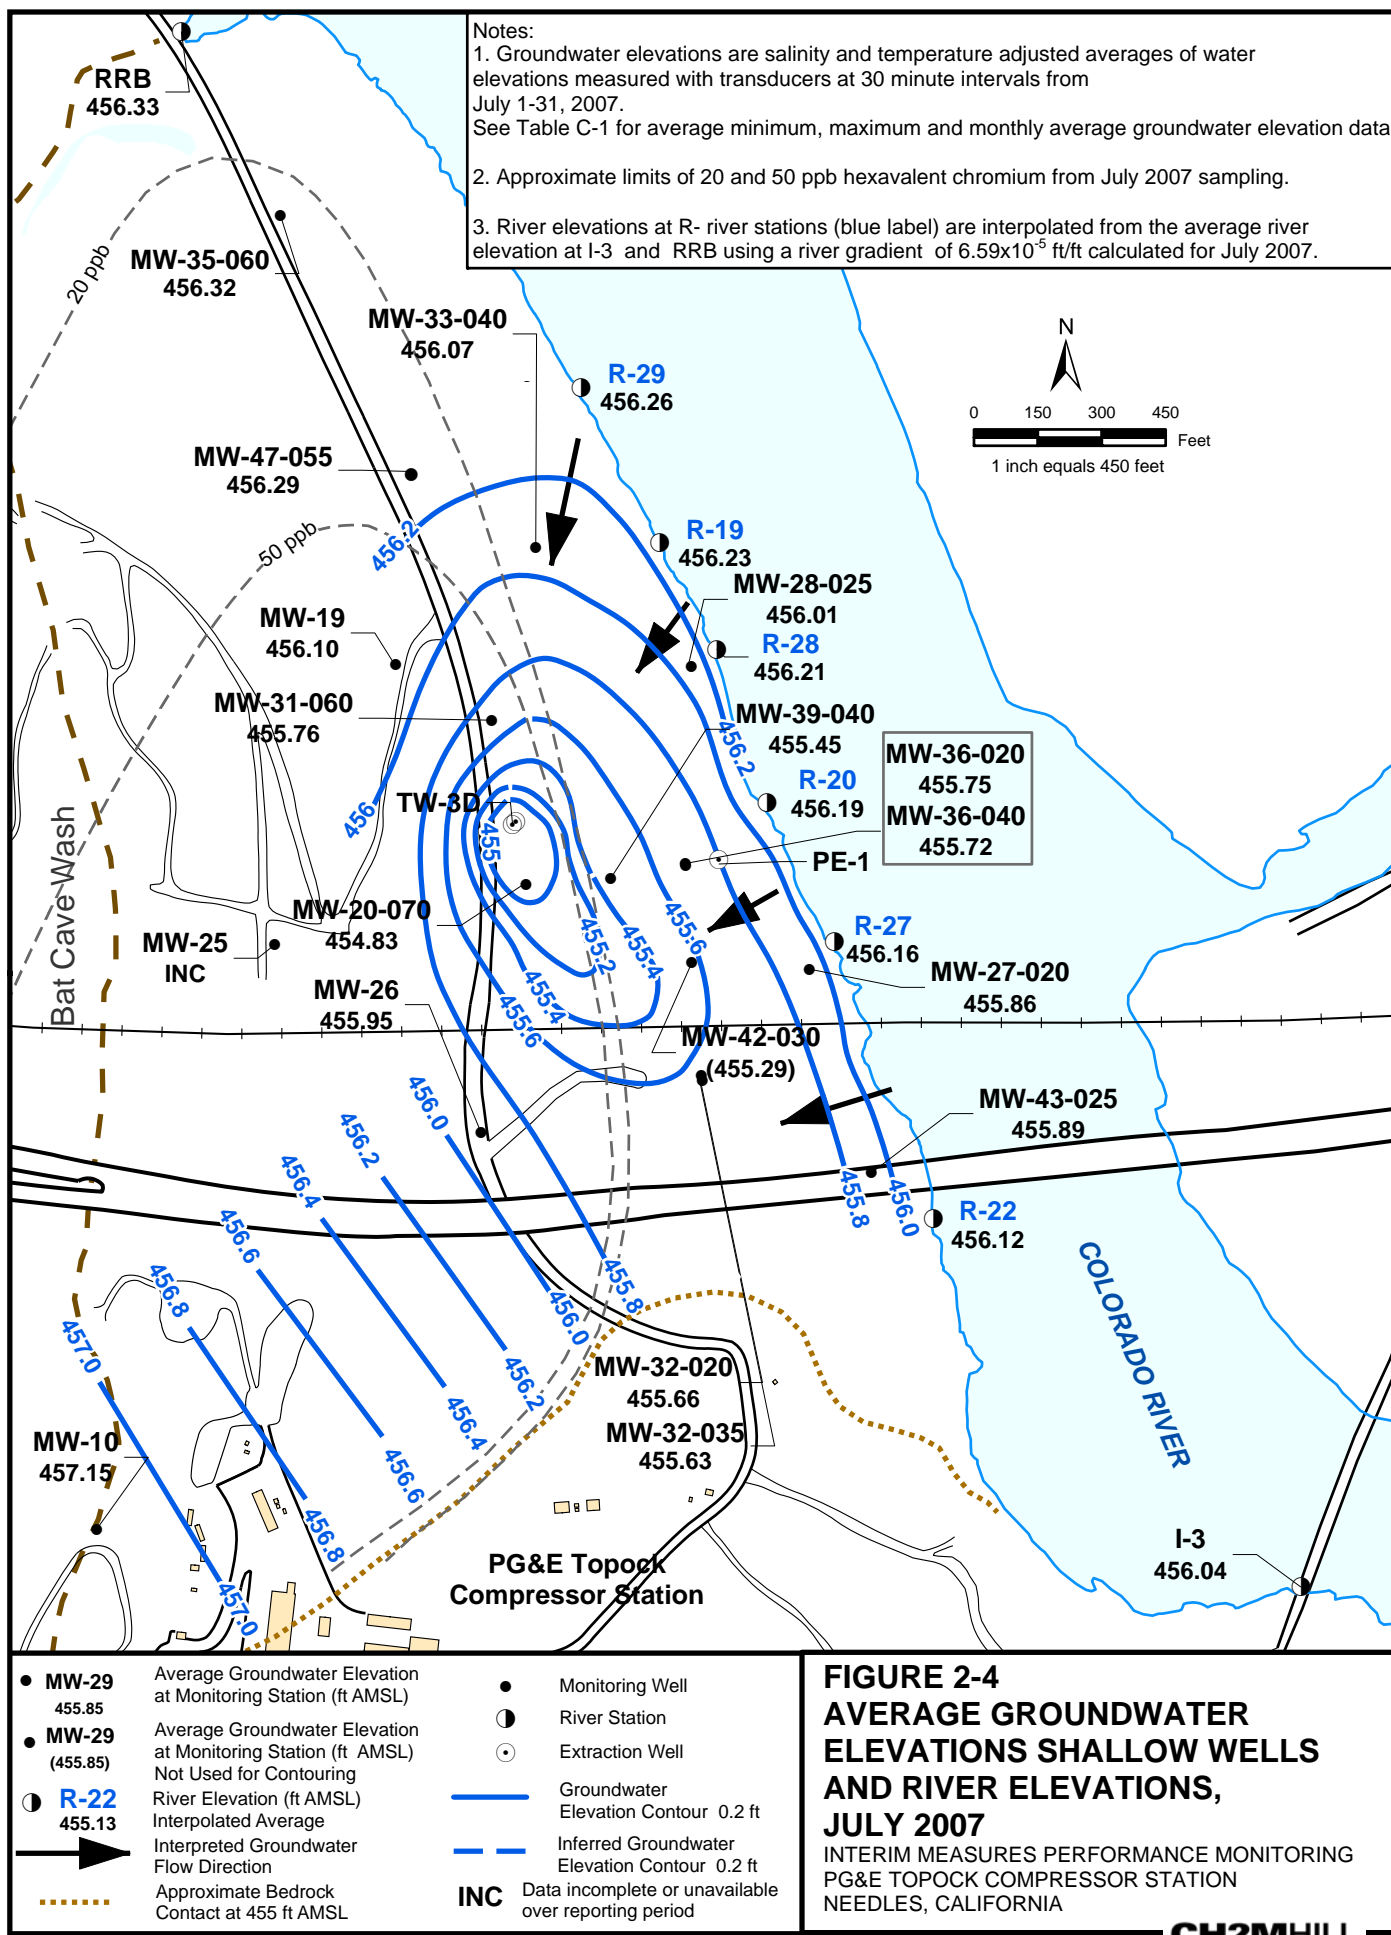 Notes:
1. Groundwater elevations are salinity and temperature adjusted averages of water
elevations measured with transducers at 30 minute intervals from
July 1-31, 2007.
See Table C-1 for average minimum, maximum and monthly average groundwater elevation data
2. Approximate limits of 20 and 50 ppb hexavalent chromium from July 2007 sampling.
3. River elevations at R- river stations (blue label) are interpolated from the average river
elevation at I-3 and RRB using a river gradient of 6.59x10-5 ft/ft calculated for July 2007.
RRB
456.33
20 ppb
MW-35-060
456.32
MW-33-040
456.07
R-29
456.26
N
0 150 300 450
Feet
1 inch equals 450 feet
MW-47-055
456.29
456.2
50 ppb
R-19
456.23
MW-28-025
456.01
MW-19
456.10
R-28
456.21
MW-31-060
455.76
MW-39-040
455.45
456.2
MW-36-020
455.75
MW-36-040
455.72
R-20
456.19
TW-3D
456
455
PE-1
Bat Cave Wash
MW-20-070
454.83
MW-25
INC
455.2
455.4
455.6
R-27
456.16
MW-27-020
455.86
MW-26
455.95
455.4
455.6
MW-42-030
(455.29)
456.0
456.2
456.4
456.6
456.8
457.0
MW-43-025
455.89
455.8
456.0
R-22
456.12
COLORADO RIVER
455.8
456.0
456.2
456.4
456.6
456.8
457.0
MW-32-020
455.66
MW-32-035
455.63
MW-10
457.15
I-3
456.04
PG&E Topock
Compressor Station
MW-29
455.85
Average Groundwater Elevation
at Monitoring Station (ft AMSL)
MW-29
(455.85)
Average Groundwater Elevation
at Monitoring Station (ft AMSL)
Not Used for Contouring
R-22
455.13
River Elevation (ft AMSL)
Interpolated Average
Interpreted Groundwater
Flow Direction
Approximate Bedrock
Contact at 455 ft AMSL
Monitoring Well
River Station
Extraction Well
Groundwater
Elevation Contour 0.2 ft
Inferred Groundwater
Elevation Contour 0.2 ft
INC Data incomplete or unavailable
over reporting period
FIGURE 2-4
AVERAGE GROUNDWATER
ELEVATIONS SHALLOW WELLS
AND RIVER ELEVATIONS,
JULY 2007
INTERIM MEASURES PERFORMANCE MONITORING
PG&E TOPOCK COMPRESSOR STATION
NEEDLES, CALIFORNIA
CH2MHILL